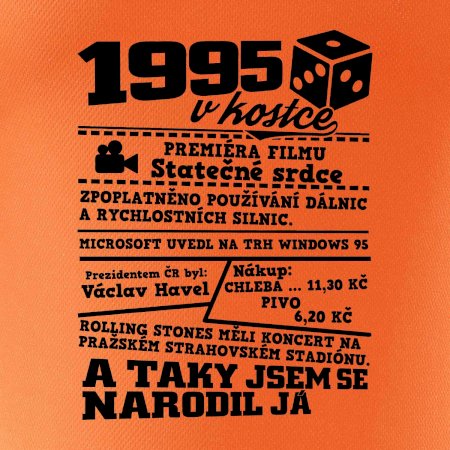 1995
v kostce
PREMIÉRA FILMU
Statečné srdce
ZPOPLATNĚNO POUŽÍVÁNÍ DÁLNIC
A RYCHLOSTNÍCH SILNIC.
MICROSOFT UVEDL NA TRH WINDOWS 95
Prezidentem ČR byl:
Václav Havel
Nákup:
CHLEBA ... 11,30 KČ
PIVO
6,20 KČ
ROLLING STONES MĚLI KONCERT NA
PRAŽSKÉM STRAHOVSKÉM STADIÓNU.
A TAKY JSEM SE
NARODIL JÁ